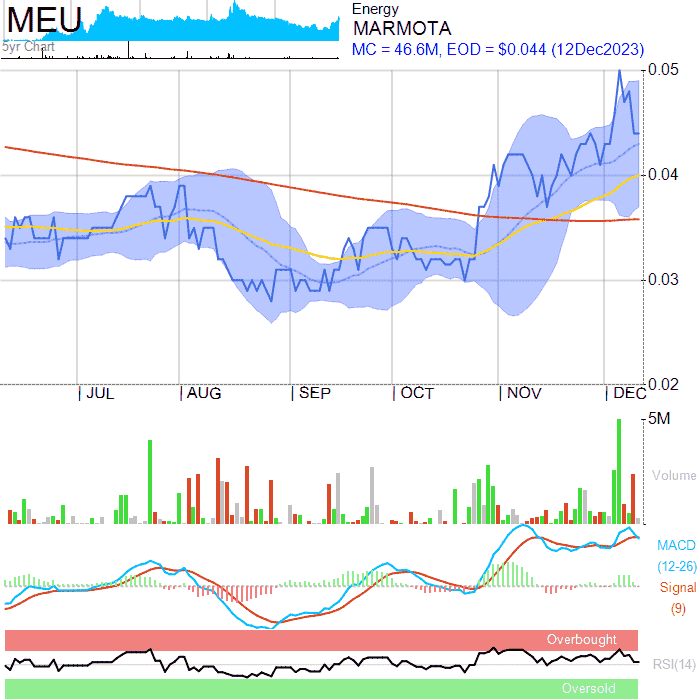 MEU
5yr Chart
Energy
MARMOTA
MC = 46.6M, EOD = $0.044 (12Dec2023)
0.05
0.04
0.03
0.02
JUL
AUG
SEP
OCT
NOV
DEC
5M
Volume
MACD
(12-26)
Signal
(9)
Overbought
RSI(14)
Oversold